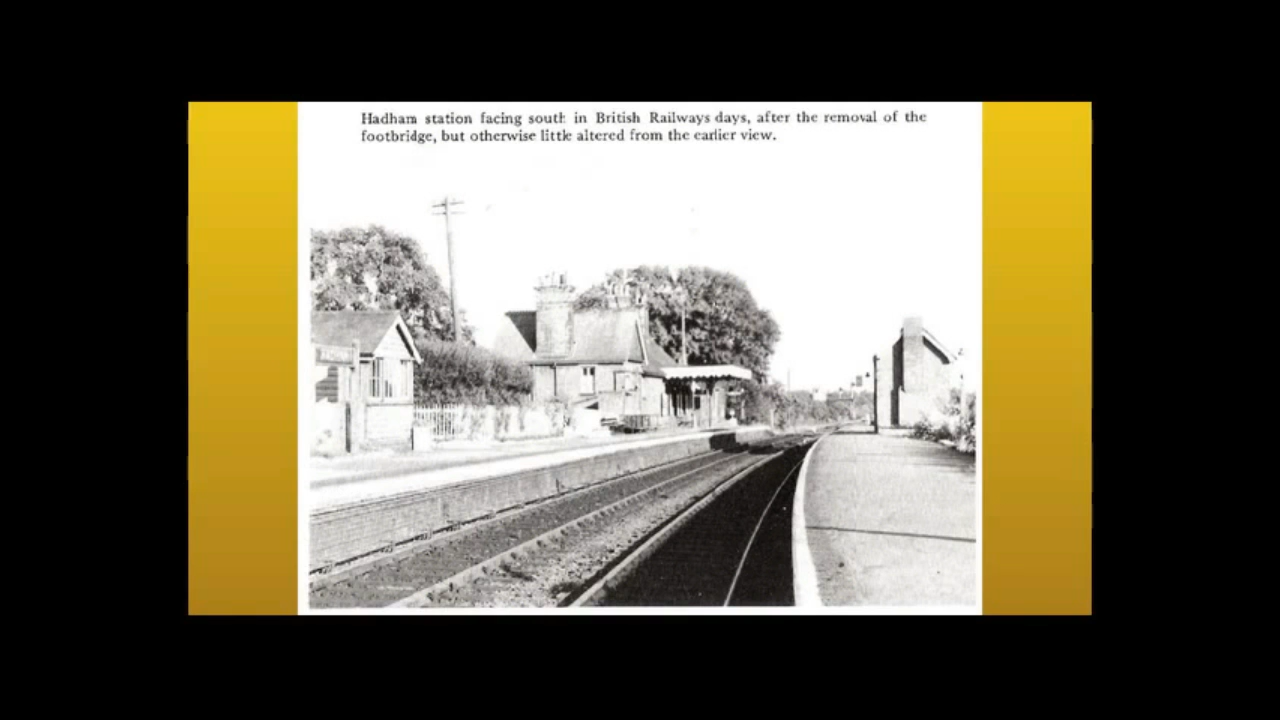 Hadham station facing south in British Railways days, after the removal of the
footbridge, but otherwise little altered from the earlier view.